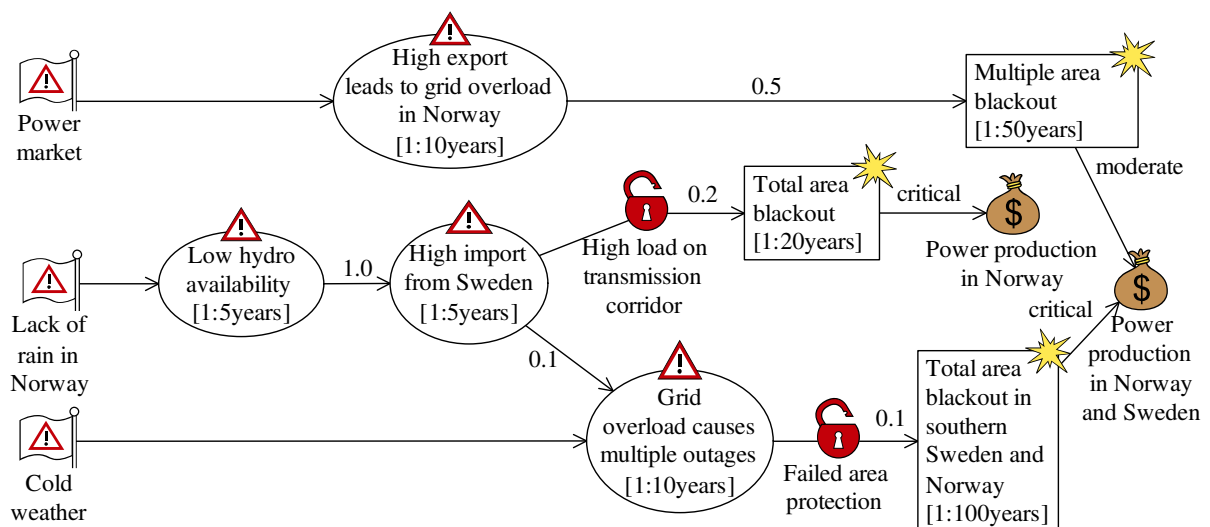 Power
market
High export
leads to grid overload
in Norway
[1:10years]
0.5
Multiple area
blackout
[1:50years]
moderate
Lack of
rain in
Norway
Low hydro
availability
[1:5years]
1.0
High import
from Sweden
[1:5years]
High load on
transmission
corridor
0.2
Total area
blackout
[1:20years]
critical
$
Power production
in Norway
0.1
Cold
weather
Grid
overload causes
multiple outages
[1:10years]
Failed area
protection
0.1
Total area
blackout in
southern
Sweden and
Norway
[1:100years]
critical
$
Power
production
in Norway
and Sweden